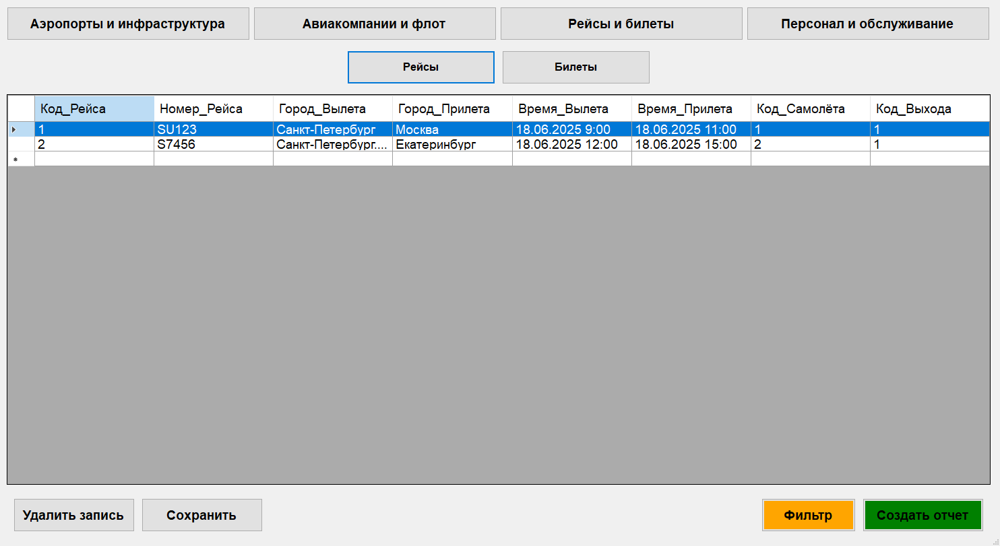 Аэропорты и инфраструктура Авиакомпании и флот Рейсы и билеты Персонал и обслуживание
Рейсы Билеты
Код_Рейса Номер_Рейса Город_Вылета Город_Прилета Время_Вылета Время_Прилета Код_Самолёта Код_Выхода
1 SU123 Санкт-Петербург Москва 18.06.2025 9:00 18.06.2025 11:00 1 1
2 S7456 Санкт-Петербург.... Екатеринбург 18.06.2025 12:00 18.06.2025 15:00 2 1
Удалить запись Сохранить Фильтр Создать отчет